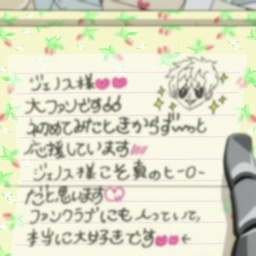 ジェノス様
大ファンです
初めてみたときからずーっと
応援しています
ジェノス様こそ真のヒーロー
だと思います
ファンクラブにも入っていて、
本当に大好きです